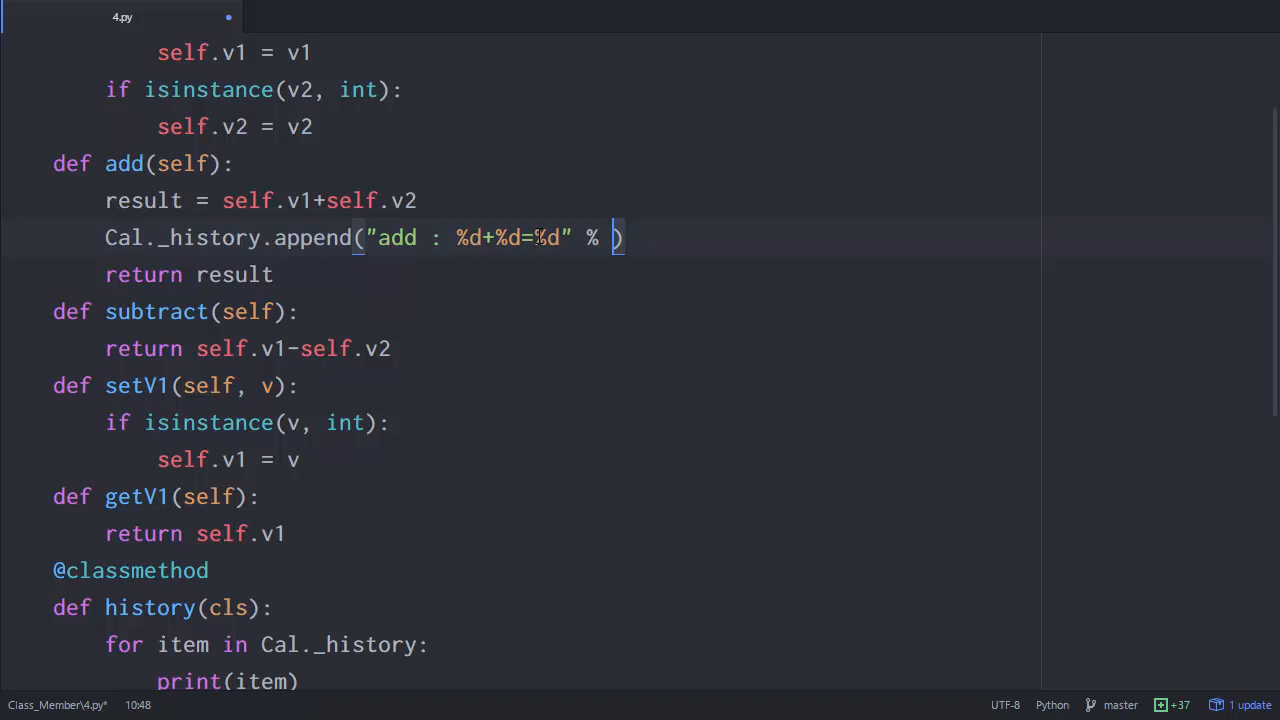 4.py
            self.v1 = v1
        if isinstance(v2, int):
            self.v2 = v2
    def add(self):
        result = self.v1+self.v2
        Cal._history.append("add : %d+%d=%d" % )
        return result
    def subtract(self):
        return self.v1-self.v2
    def setV1(self, v):
        if isinstance(v, int):
            self.v1 = v
    def getV1(self):
        return self.v1
    @classmethod
    def history(cls):
        for item in Cal._history:
            print(item)
Class_Member\4.py* 10:48 UTF-8 Python master +37 1 update